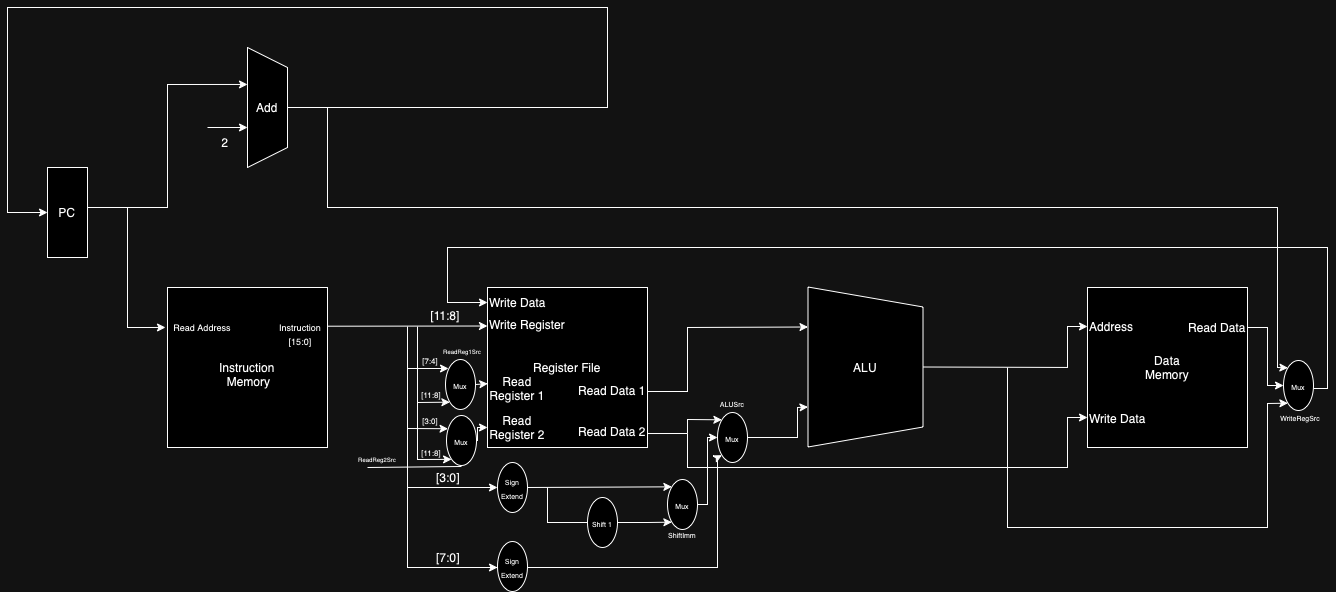 Add
2
PC
Read Address
Instruction
[15:0]
Instruction
Memory
[11:8]
Write Data
Write Register
ReadReg1Src
[7:4]
Mux
[11:8]
Register File
Read
Register 1
Read Data 1
[3:0]
Mux
[11:8]
ReadReg2Src
Read
Register 2
Read Data 2
ALUSrc
Mux
ALU
Address
Read Data
Data
Memory
Write Data
Mux
WriteRegSrc
[3:0]
Sign
Extend
Shift 1
Mux
ShiftImm
[7:0]
Sign
Extend